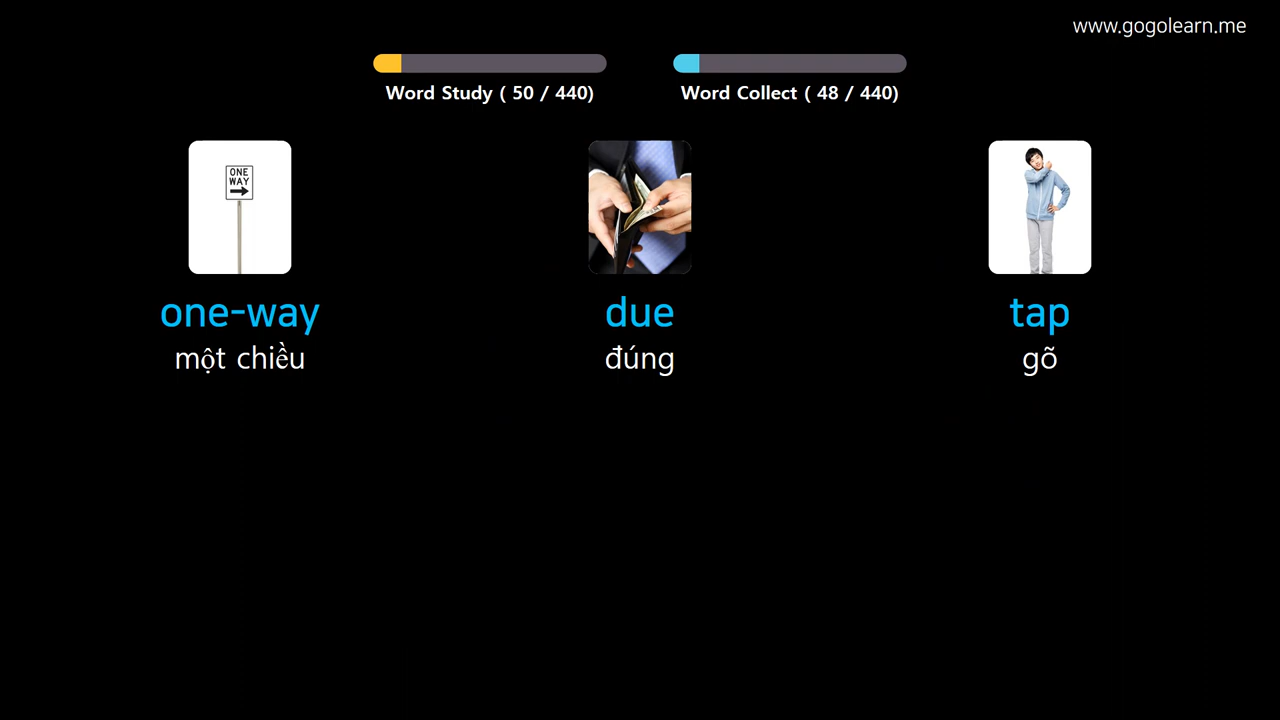 www.gogolearn.me
Word Study ( 50 / 440)
Word Collect ( 48 / 440)
ONE
WAY
one-way
một chiều
due
đúng
tap
gõ